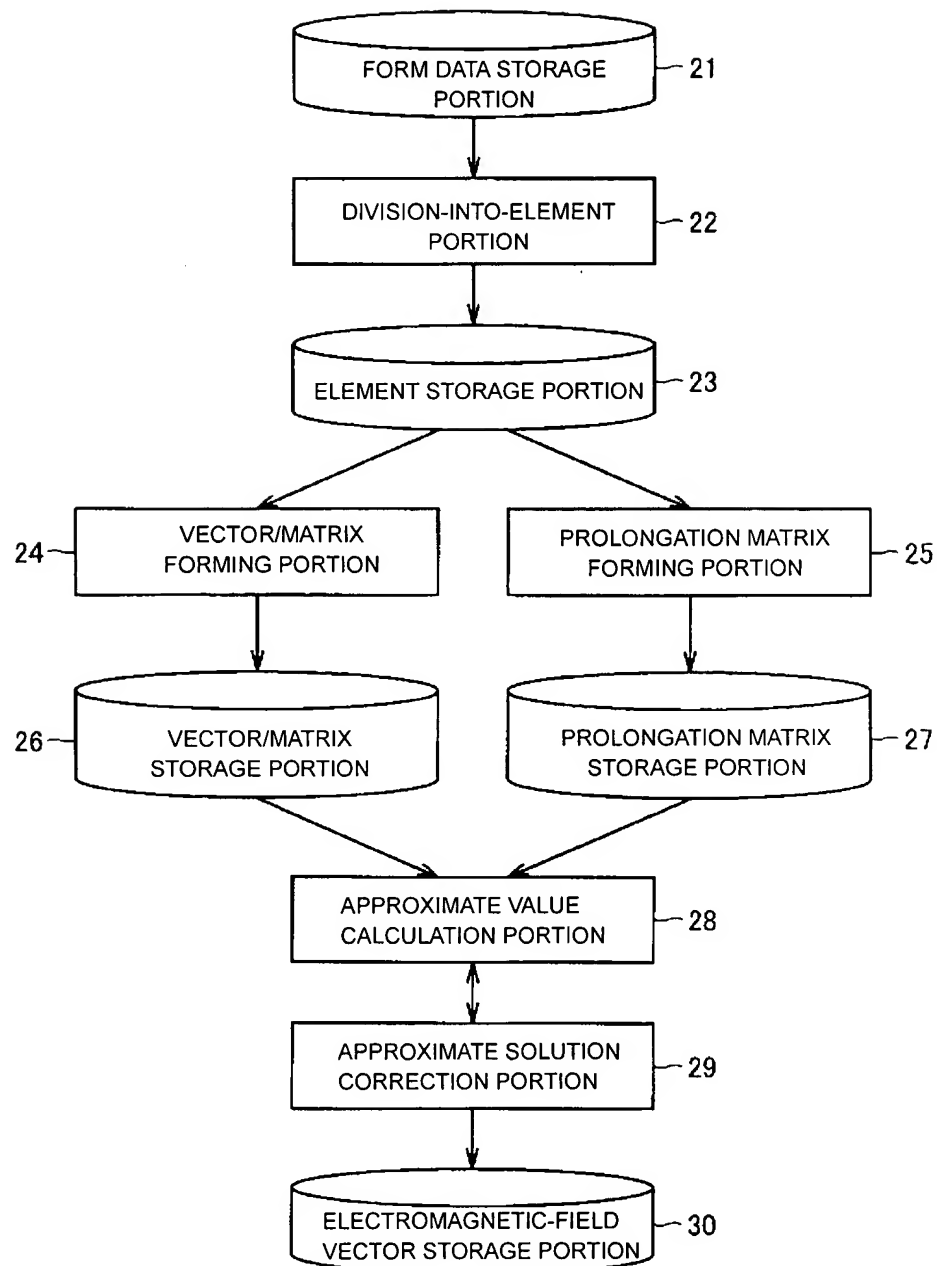 FORM DATA STORAGE
PORTION
21
DIVISION-INTO-ELEMENT
PORTION
22
ELEMENT STORAGE PORTION
23
24
VECTOR/MATRIX
FORMING PORTION
PROLONGATION MATRIX
FORMING PORTION
25
26
VECTOR/MATRIX
STORAGE PORTION
PROLONGATION MATRIX
STORAGE PORTION
27
APPROXIMATE VALUE
CALCULATION PORTION
28
APPROXIMATE SOLUTION
CORRECTION PORTION
29
ELECTROMAGNETIC-FIELD
VECTOR STORAGE PORTION
30